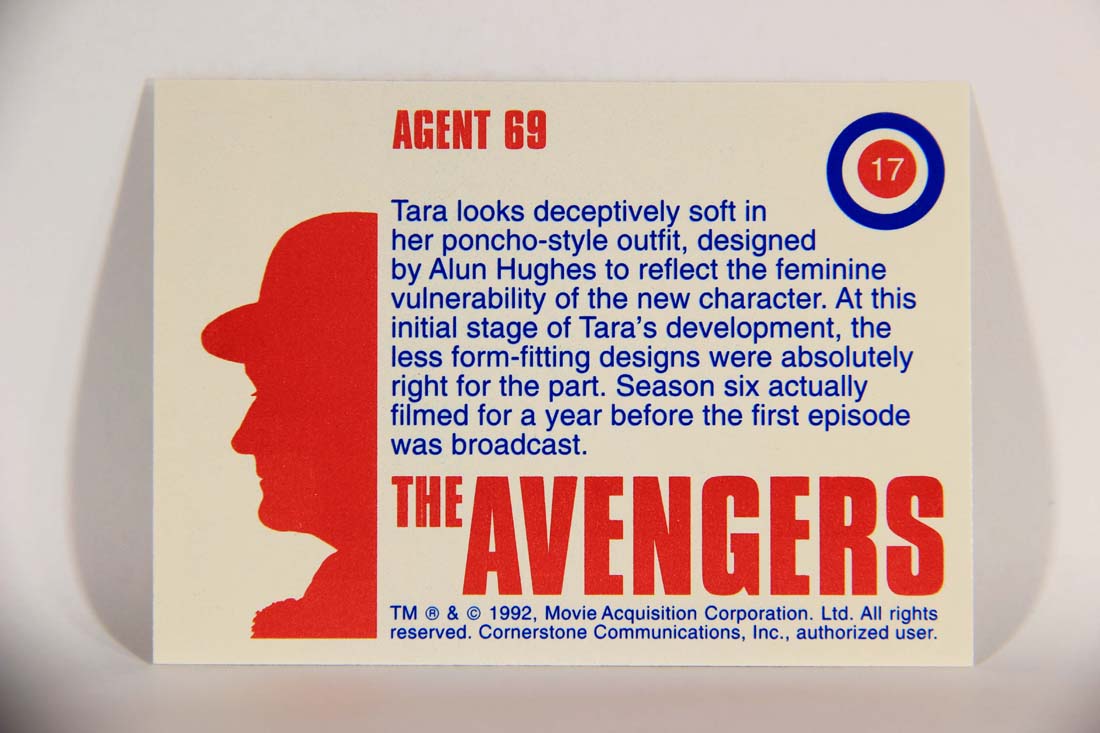 AGENT 69
17
Tara looks deceptively soft in
her poncho-style outfit, designed
by Alun Hughes to reflect the feminine
vulnerability of the new character. At this
initial stage of Tara's development, the
less form-fitting designs were absolutely
right for the part. Season six actually
filmed for a year before the first episode
was broadcast.
THE AVENGERS
TM ® & © 1992, Movie Acquisition Corporation. Ltd. All rights
reserved. Cornerstone Communications, Inc., authorized user.